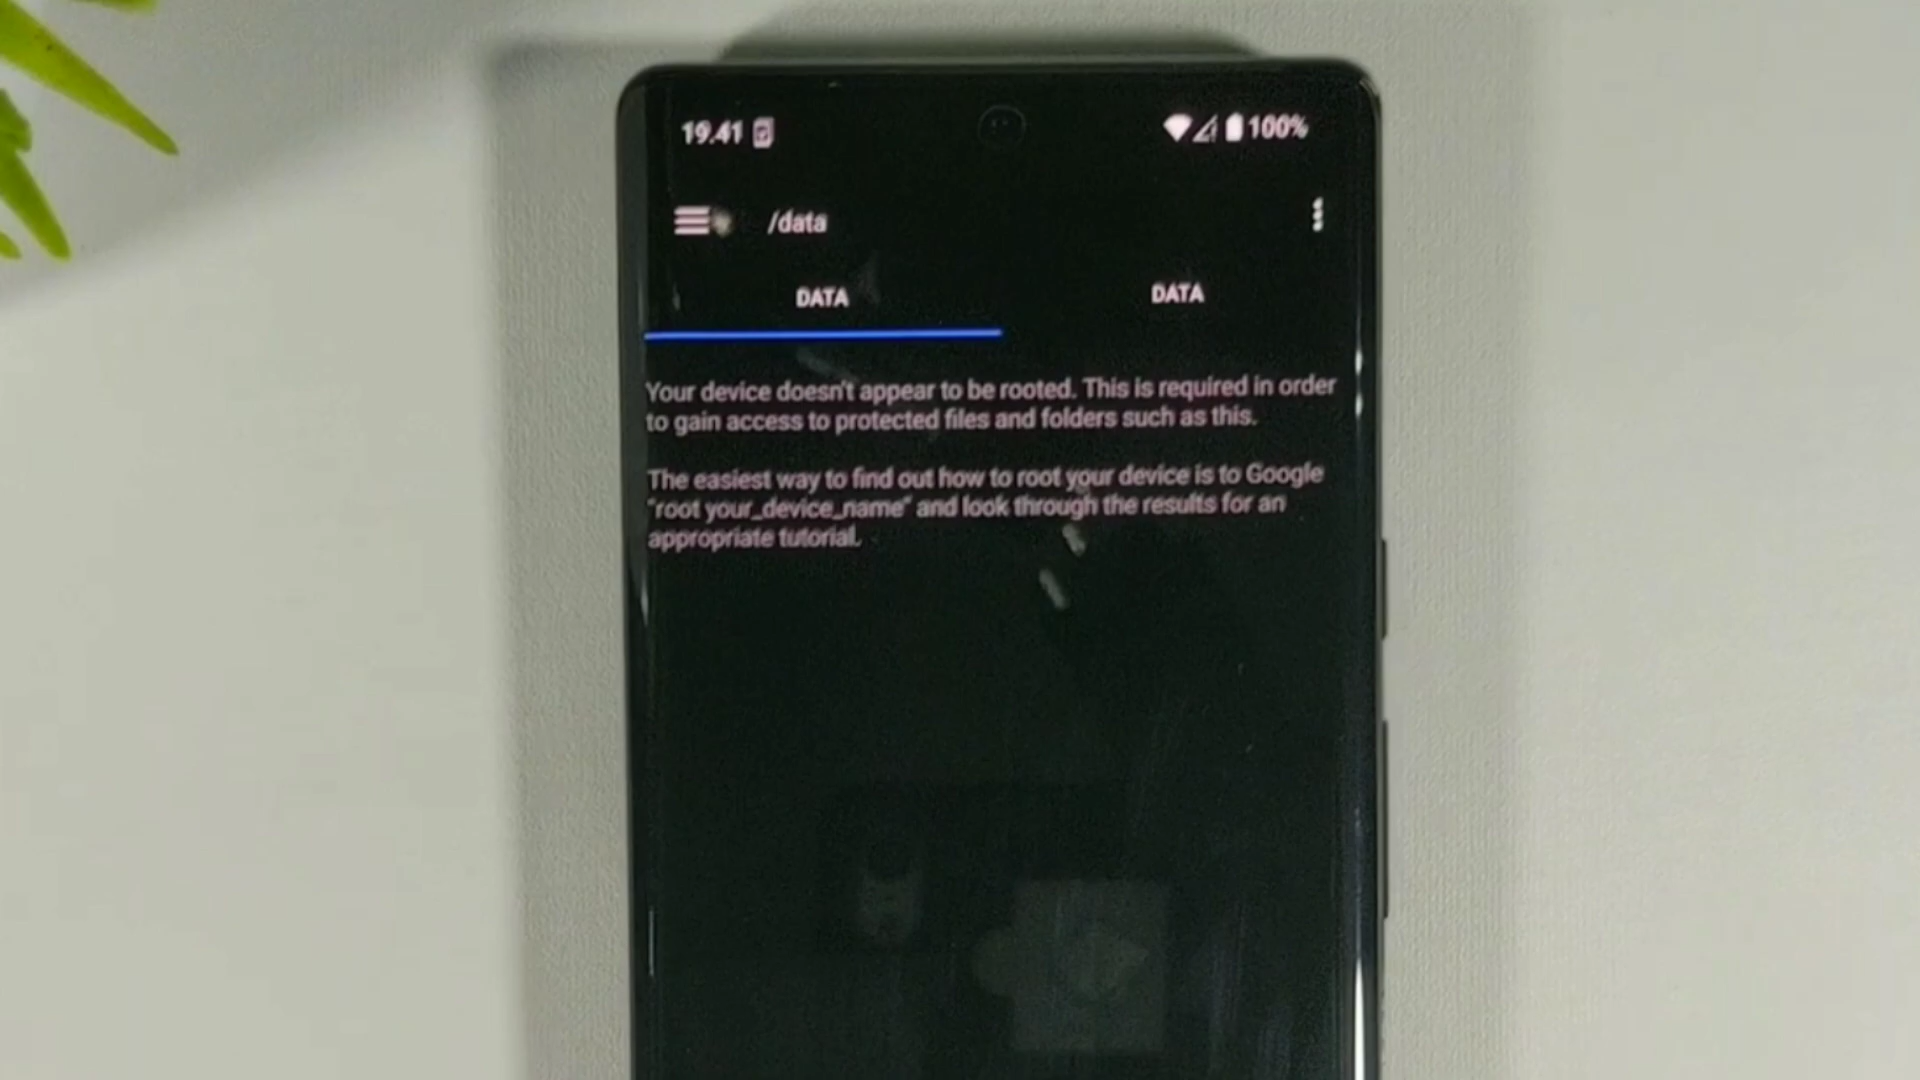 19.41 100%
/data
DATA DATA
Your device doesn't appear to be rooted. This is required in order
to gain access to protected files and folders such as this.
The easiest way to find out how to root your device is to Google
"root your_device_name" and look through the results for an
appropriate tutorial.